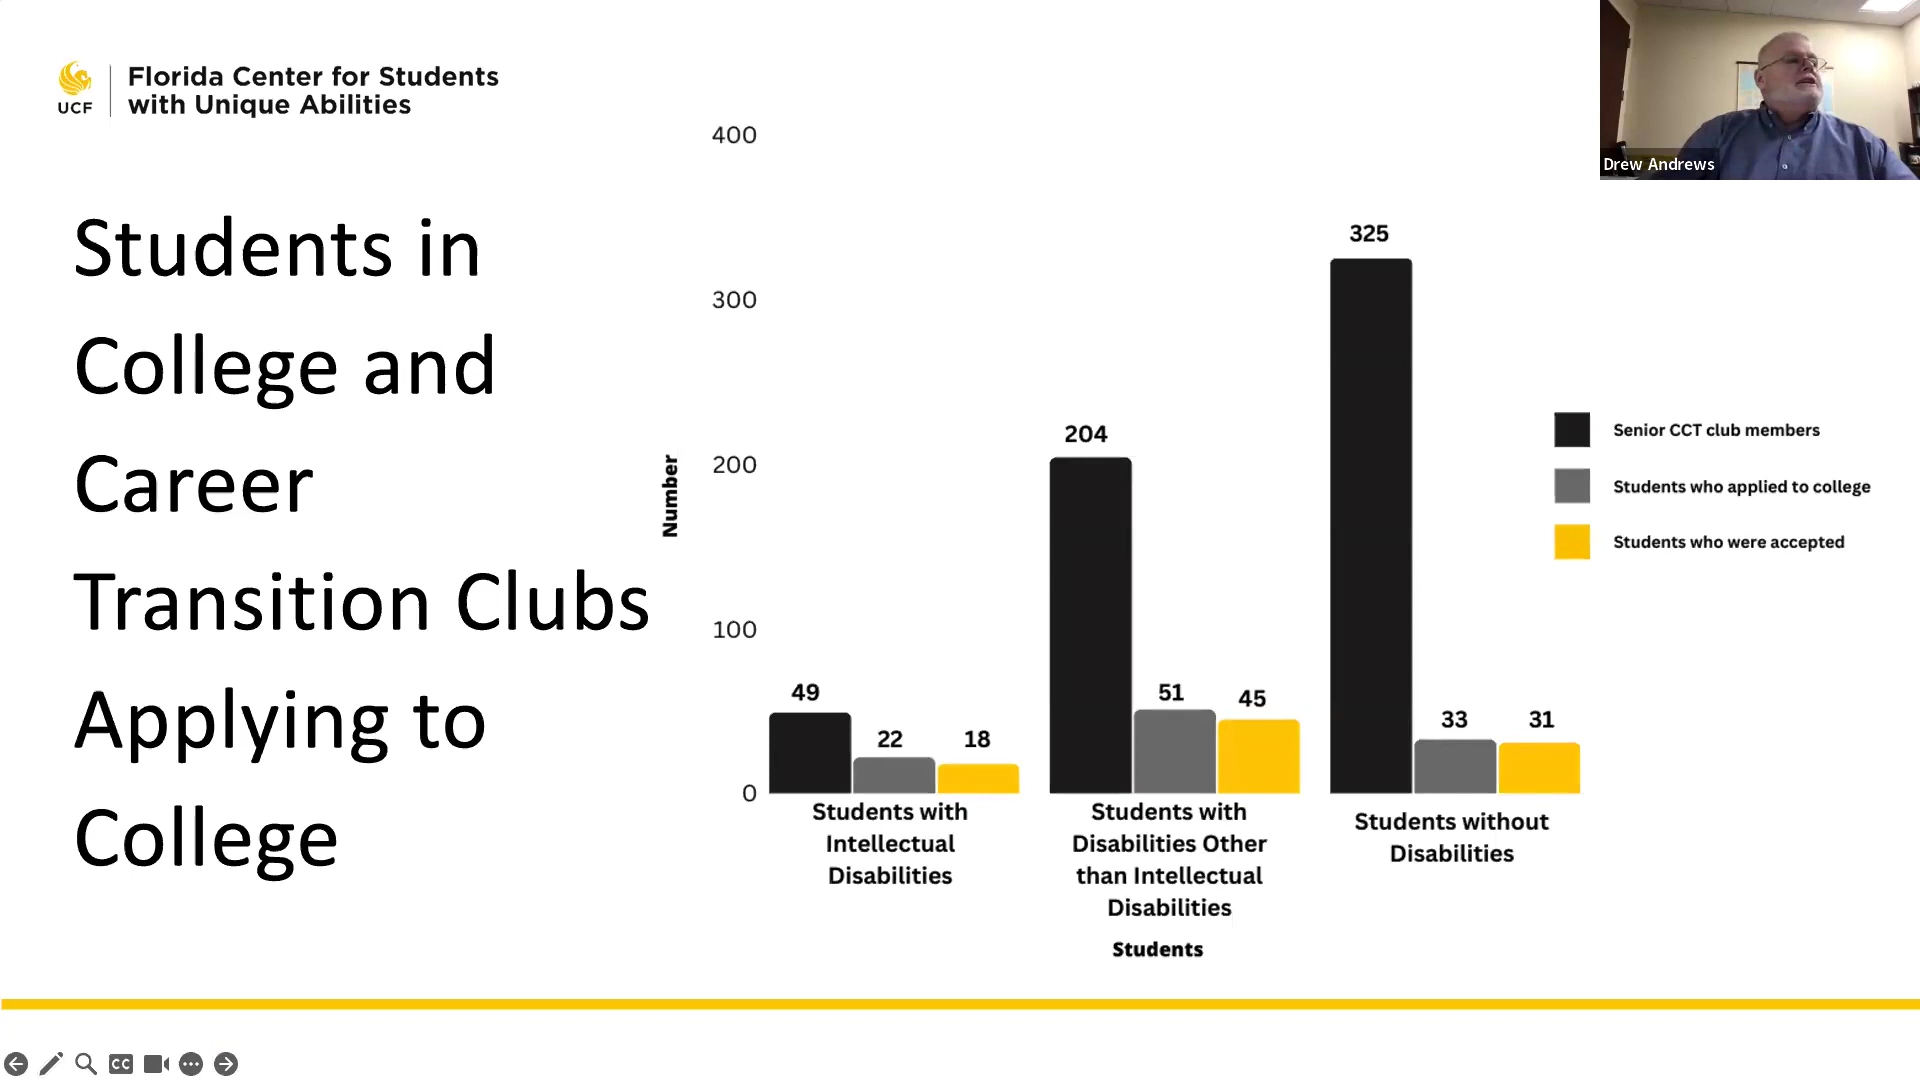 UCF
Florida Center for Students
with Unique Abilities
Drew Andrews
Students in
College and
Career
Transition Clubs
Applying to
College
Number
400
300
200
100
0
49
22
18
204
51
45
325
33
31
Students with
Intellectual
Disabilities
Students with
Disabilities Other
than Intellectual
Disabilities
Students without
Disabilities
Students
Senior CCT club members
Students who applied to college
Students who were accepted
CC